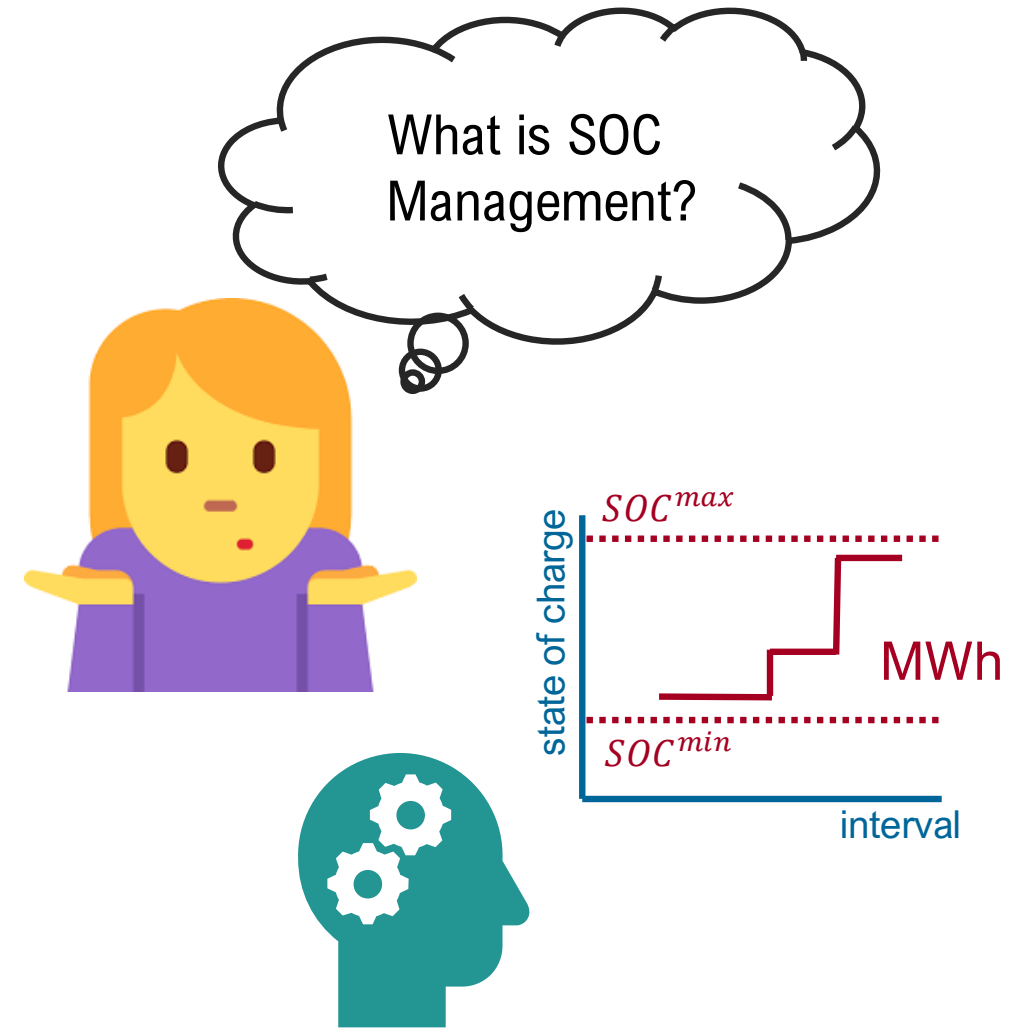 What is SOC
Management?
SOC^max
state of charge
MWh
SOC^min
interval